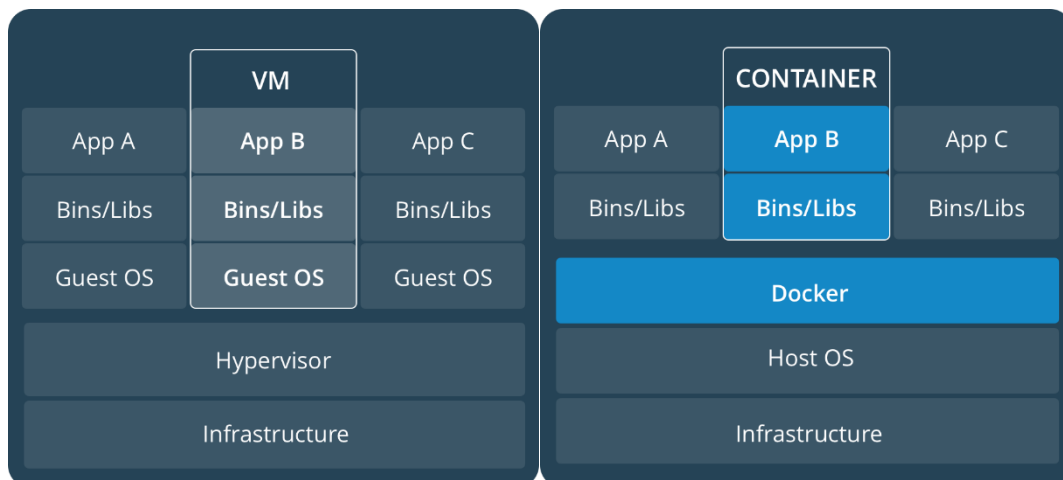 VM
App A App B App C
Bins/Libs Bins/Libs Bins/Libs
Guest OS Guest OS Guest OS
Hypervisor
Infrastructure
CONTAINER
App A App B App C
Bins/Libs Bins/Libs Bins/Libs
Docker
Host OS
Infrastructure